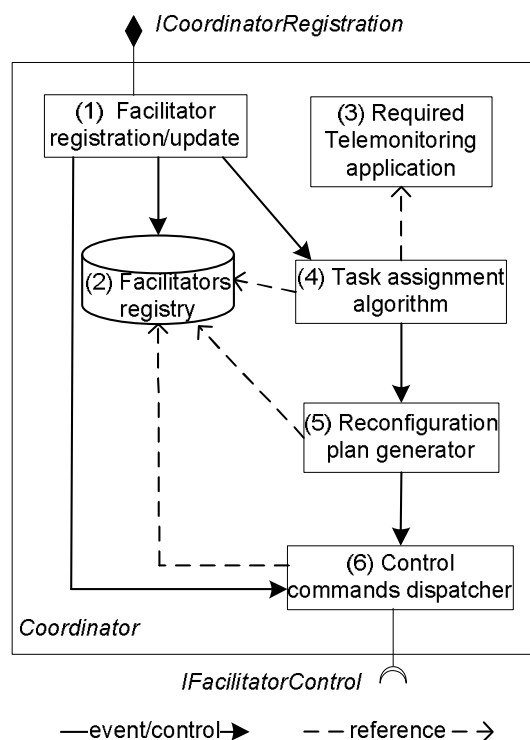 ICoordinatorRegistration
(1) Facilitator
registration/update
(3) Required
Telemonitoring
application
(2) Facilitators
registry
(4) Task assignment
algorithm
(5) Reconfiguration
plan generator
(6) Control
commands dispatcher
Coordinator
IFacilitatorControl
event/control
reference